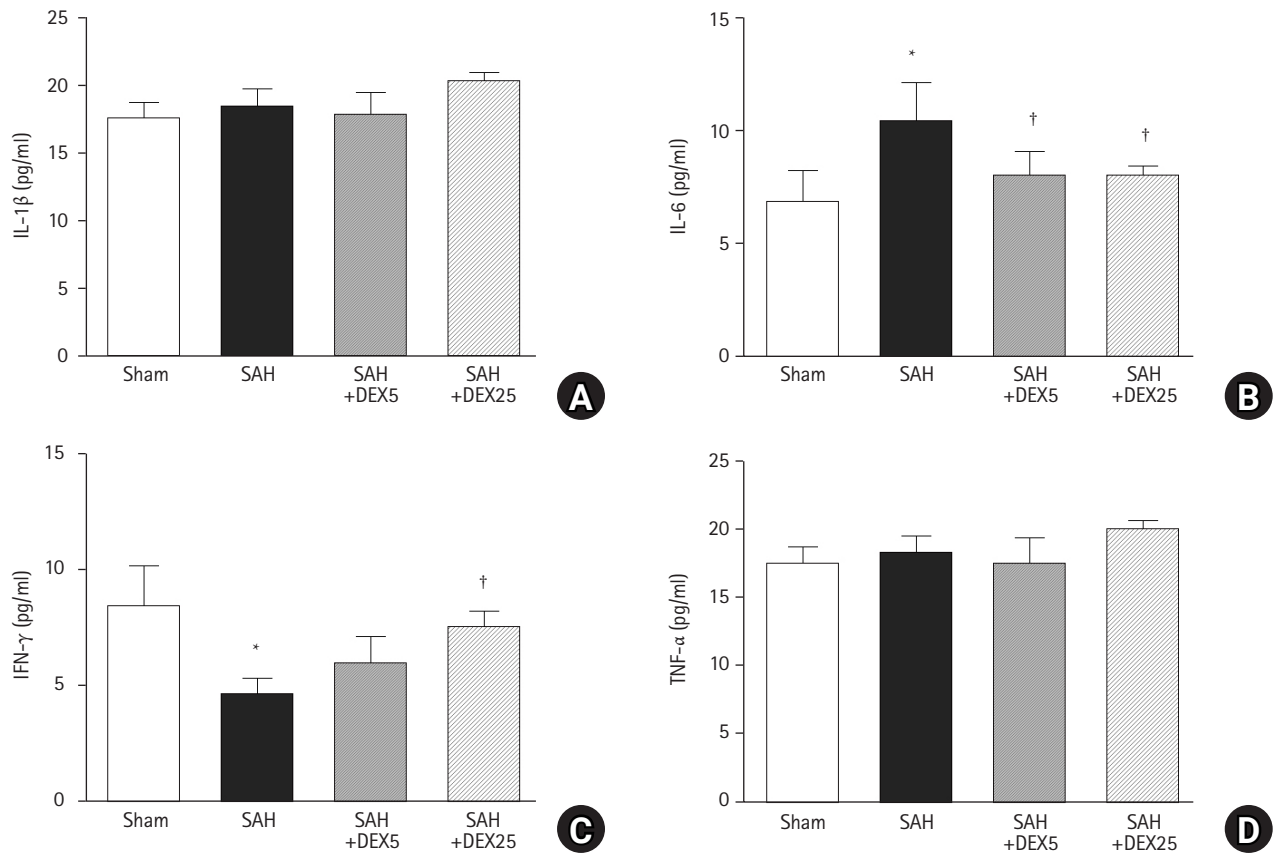 25
20
15
10
5
0
IL-1β (pg/ml)
Sham
SAH
SAH
+DEX5
SAH
+DEX25
A
15
10
5
0
IL-6 (pg/ml)
*
†
†
Sham
SAH
SAH
+DEX5
SAH
+DEX25
B
15
10
5
0
IFN-γ (pg/ml)
*
†
Sham
SAH
SAH
+DEX5
SAH
+DEX25
C
25
20
15
10
5
0
TNF-α (pg/ml)
Sham
SAH
SAH
+DEX5
SAH
+DEX25
D